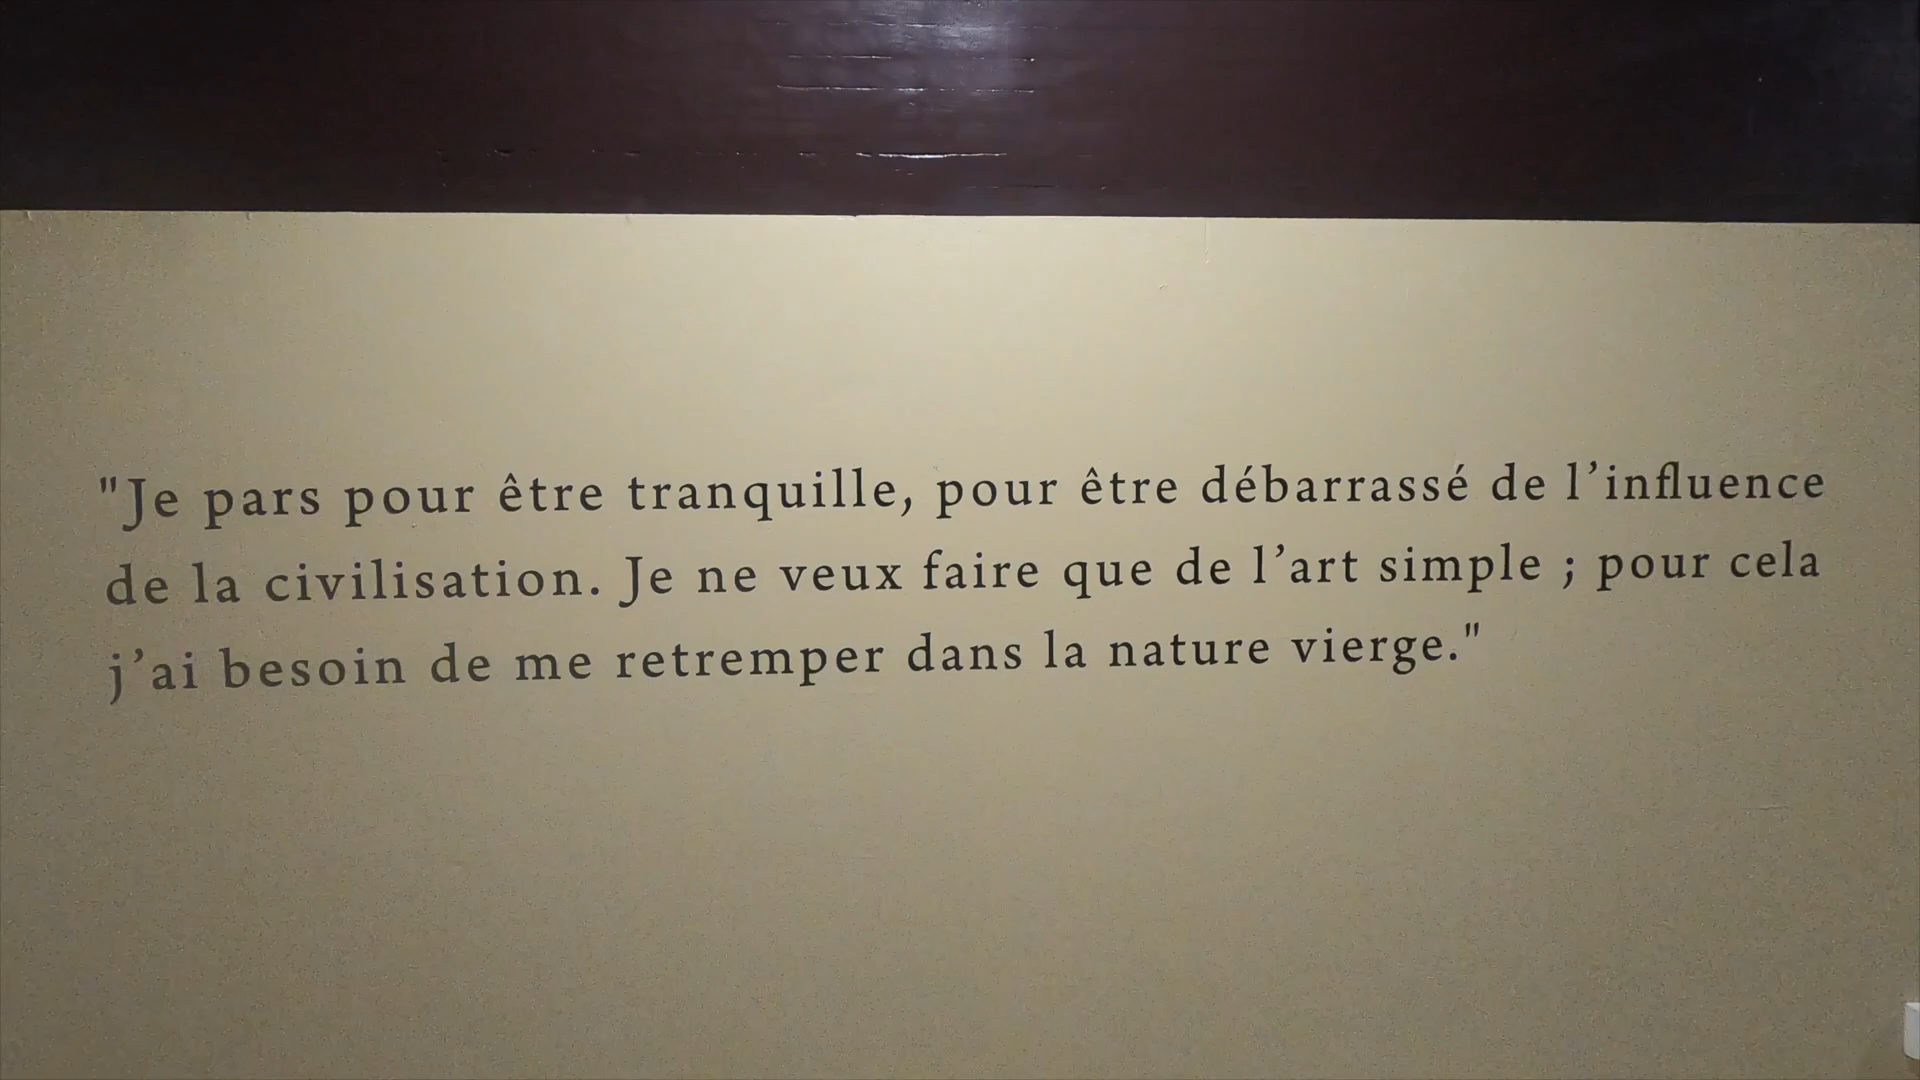 "Je pars pour être tranquille, pour être débarrassé de l’influence
de la civilisation. Je ne veux faire que de l’art simple ; pour cela
j’ai besoin de me retremper dans la nature vierge."